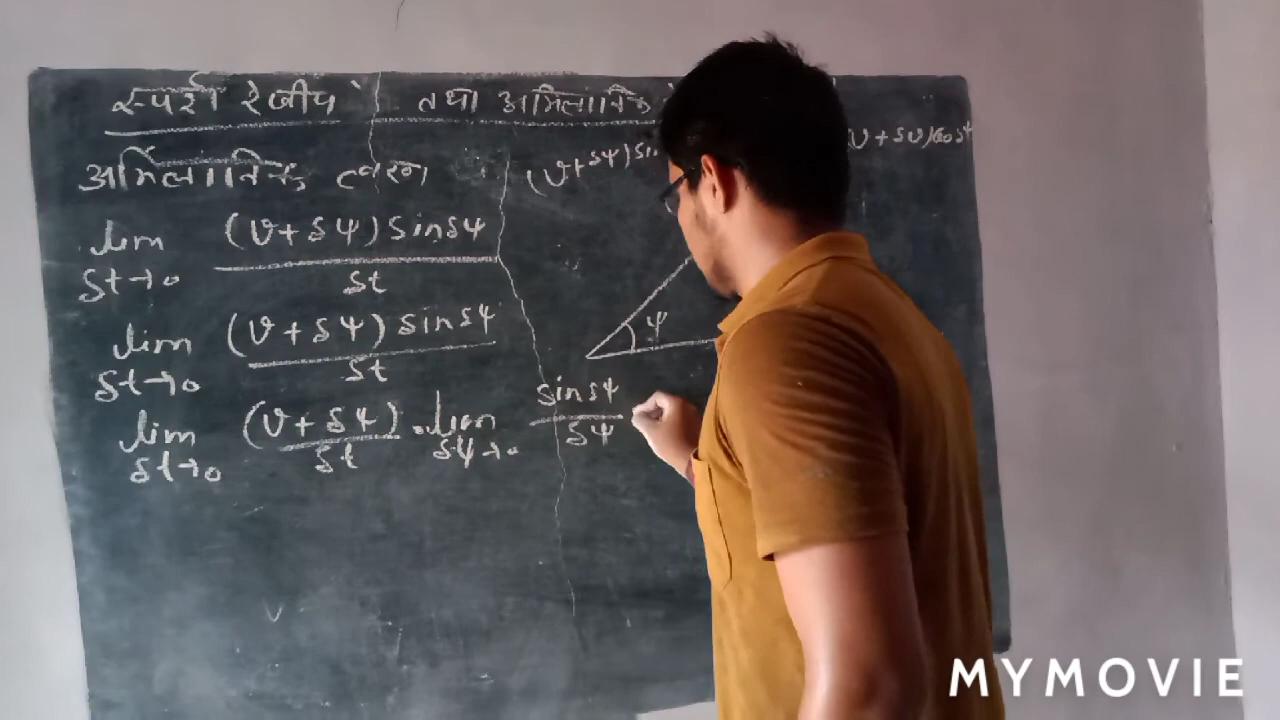 स्पर्श रेखीय तथा अभिलाम्बिक
अभिलाम्बिक त्वरण
(v+δψ) sin
(v+δv)cosδψ
lim δt→0 (v+δψ) sinδψ / δt
ψ
lim δt→0 (v+δψ) sinδψ / δt
lim δt→0 (v+δψ) / δt . lim δψ→0 sinδψ / δψ
MYMOVIE